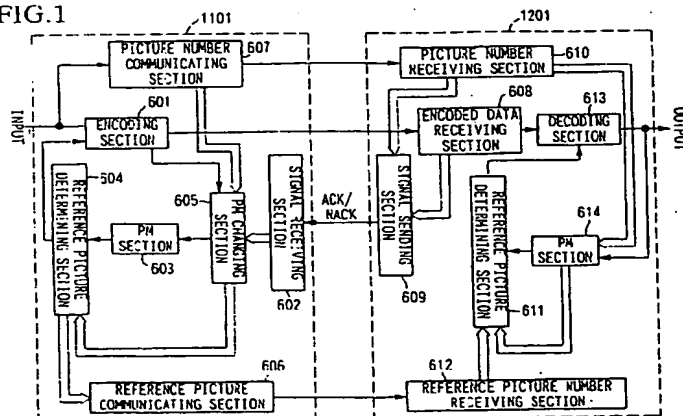 FIG.1
1101
1201
PICTURE NUMBER
COMMUNICATING
SECTION
607
PICTURE NUMBER
RECEIVING SECTION
610
INPUT
601
ENCODING
SECTION
608
ENCODED DATA
RECEIVING
SECTION
613
DECODING
SECTION
OUTPUT
604
REFERENCE PICTURE
DETERMINING SECTION
605
PM CHANGING
SECTION
PM
SECTION
603
SIGNAL RECEIVING
SECTION
602
ACK/
NACK
SIGNAL SENDING
SECTION
609
REFERENCE PICTURE
DETERMINING SECTION
611
614
PM
SECTION
606
REFERENCE PICTURE
COMMUNICATING SECTION
612
REFERENCE PICTURE NUMBER
RECEIVING SECTION